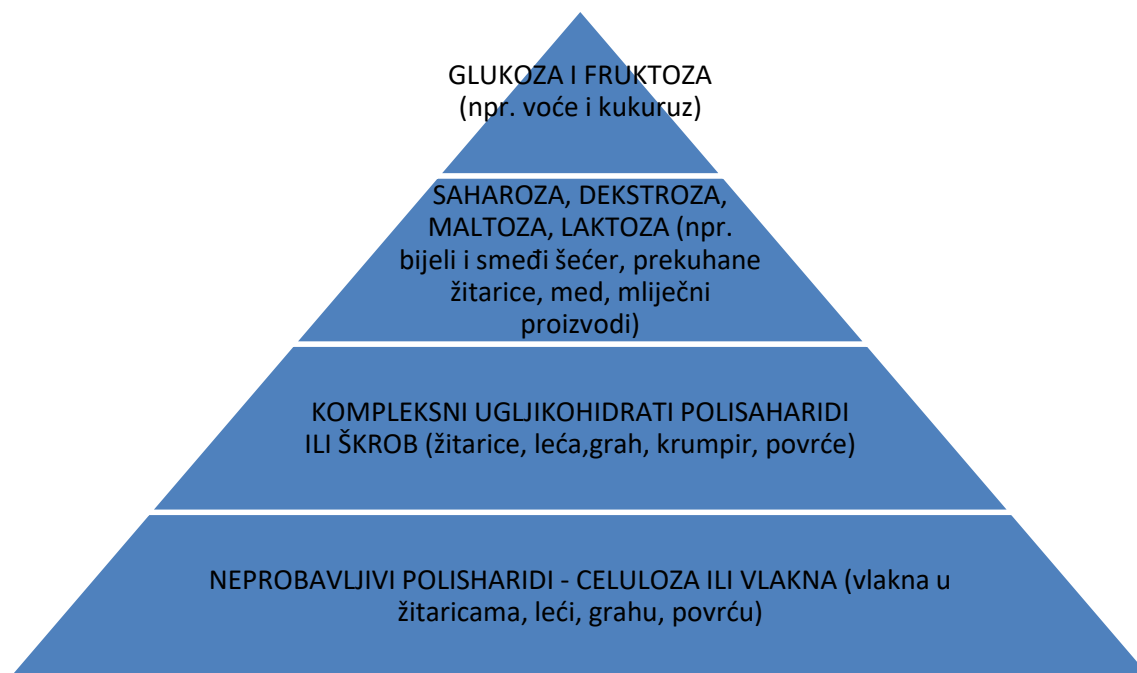 GLUKOZA I FRUKTOZA
(npr. voće i kukuruz)
SAHAROZA, DEKSTROZA,
MALTOZA, LAKTOZA (npr.
bijeli i smeđi šećer, prekuhane
žitarice, med, mliječni
proizvodi)
KOMPLEKSNI UGLJIKOHIDRATI POLISAHARIDI
ILI ŠKROB (žitarice, leća,grah, krumpir, povrće)
NEPROBAVLJIVI POLISHARIDI - CELULOZA ILI VLAKNA (vlakna u
žitaricama, leći, grahu, povrću)